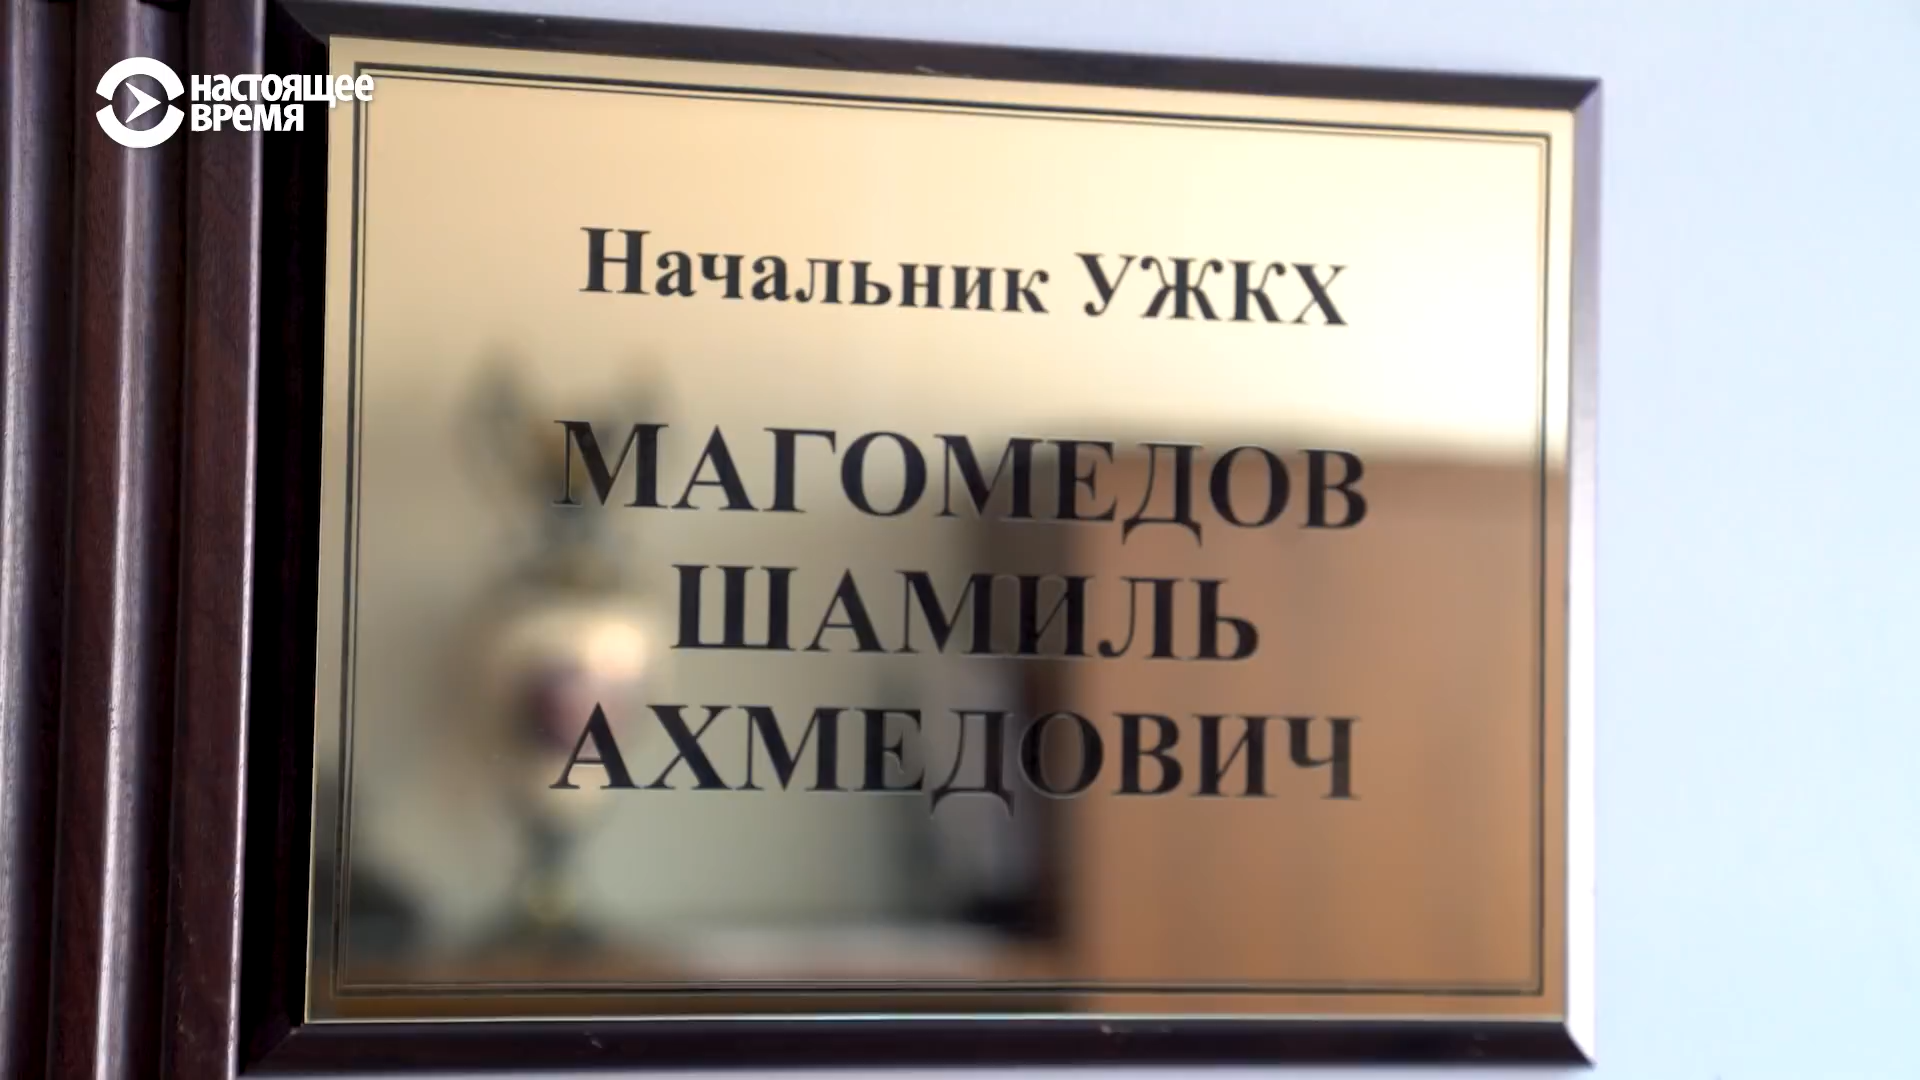 НАСТОЯЩЕЕ
ВРЕМЯ
Начальник УЖКХ
МАГОМЕДОВ
ШАМИЛЬ
АХМЕДОВИЧ